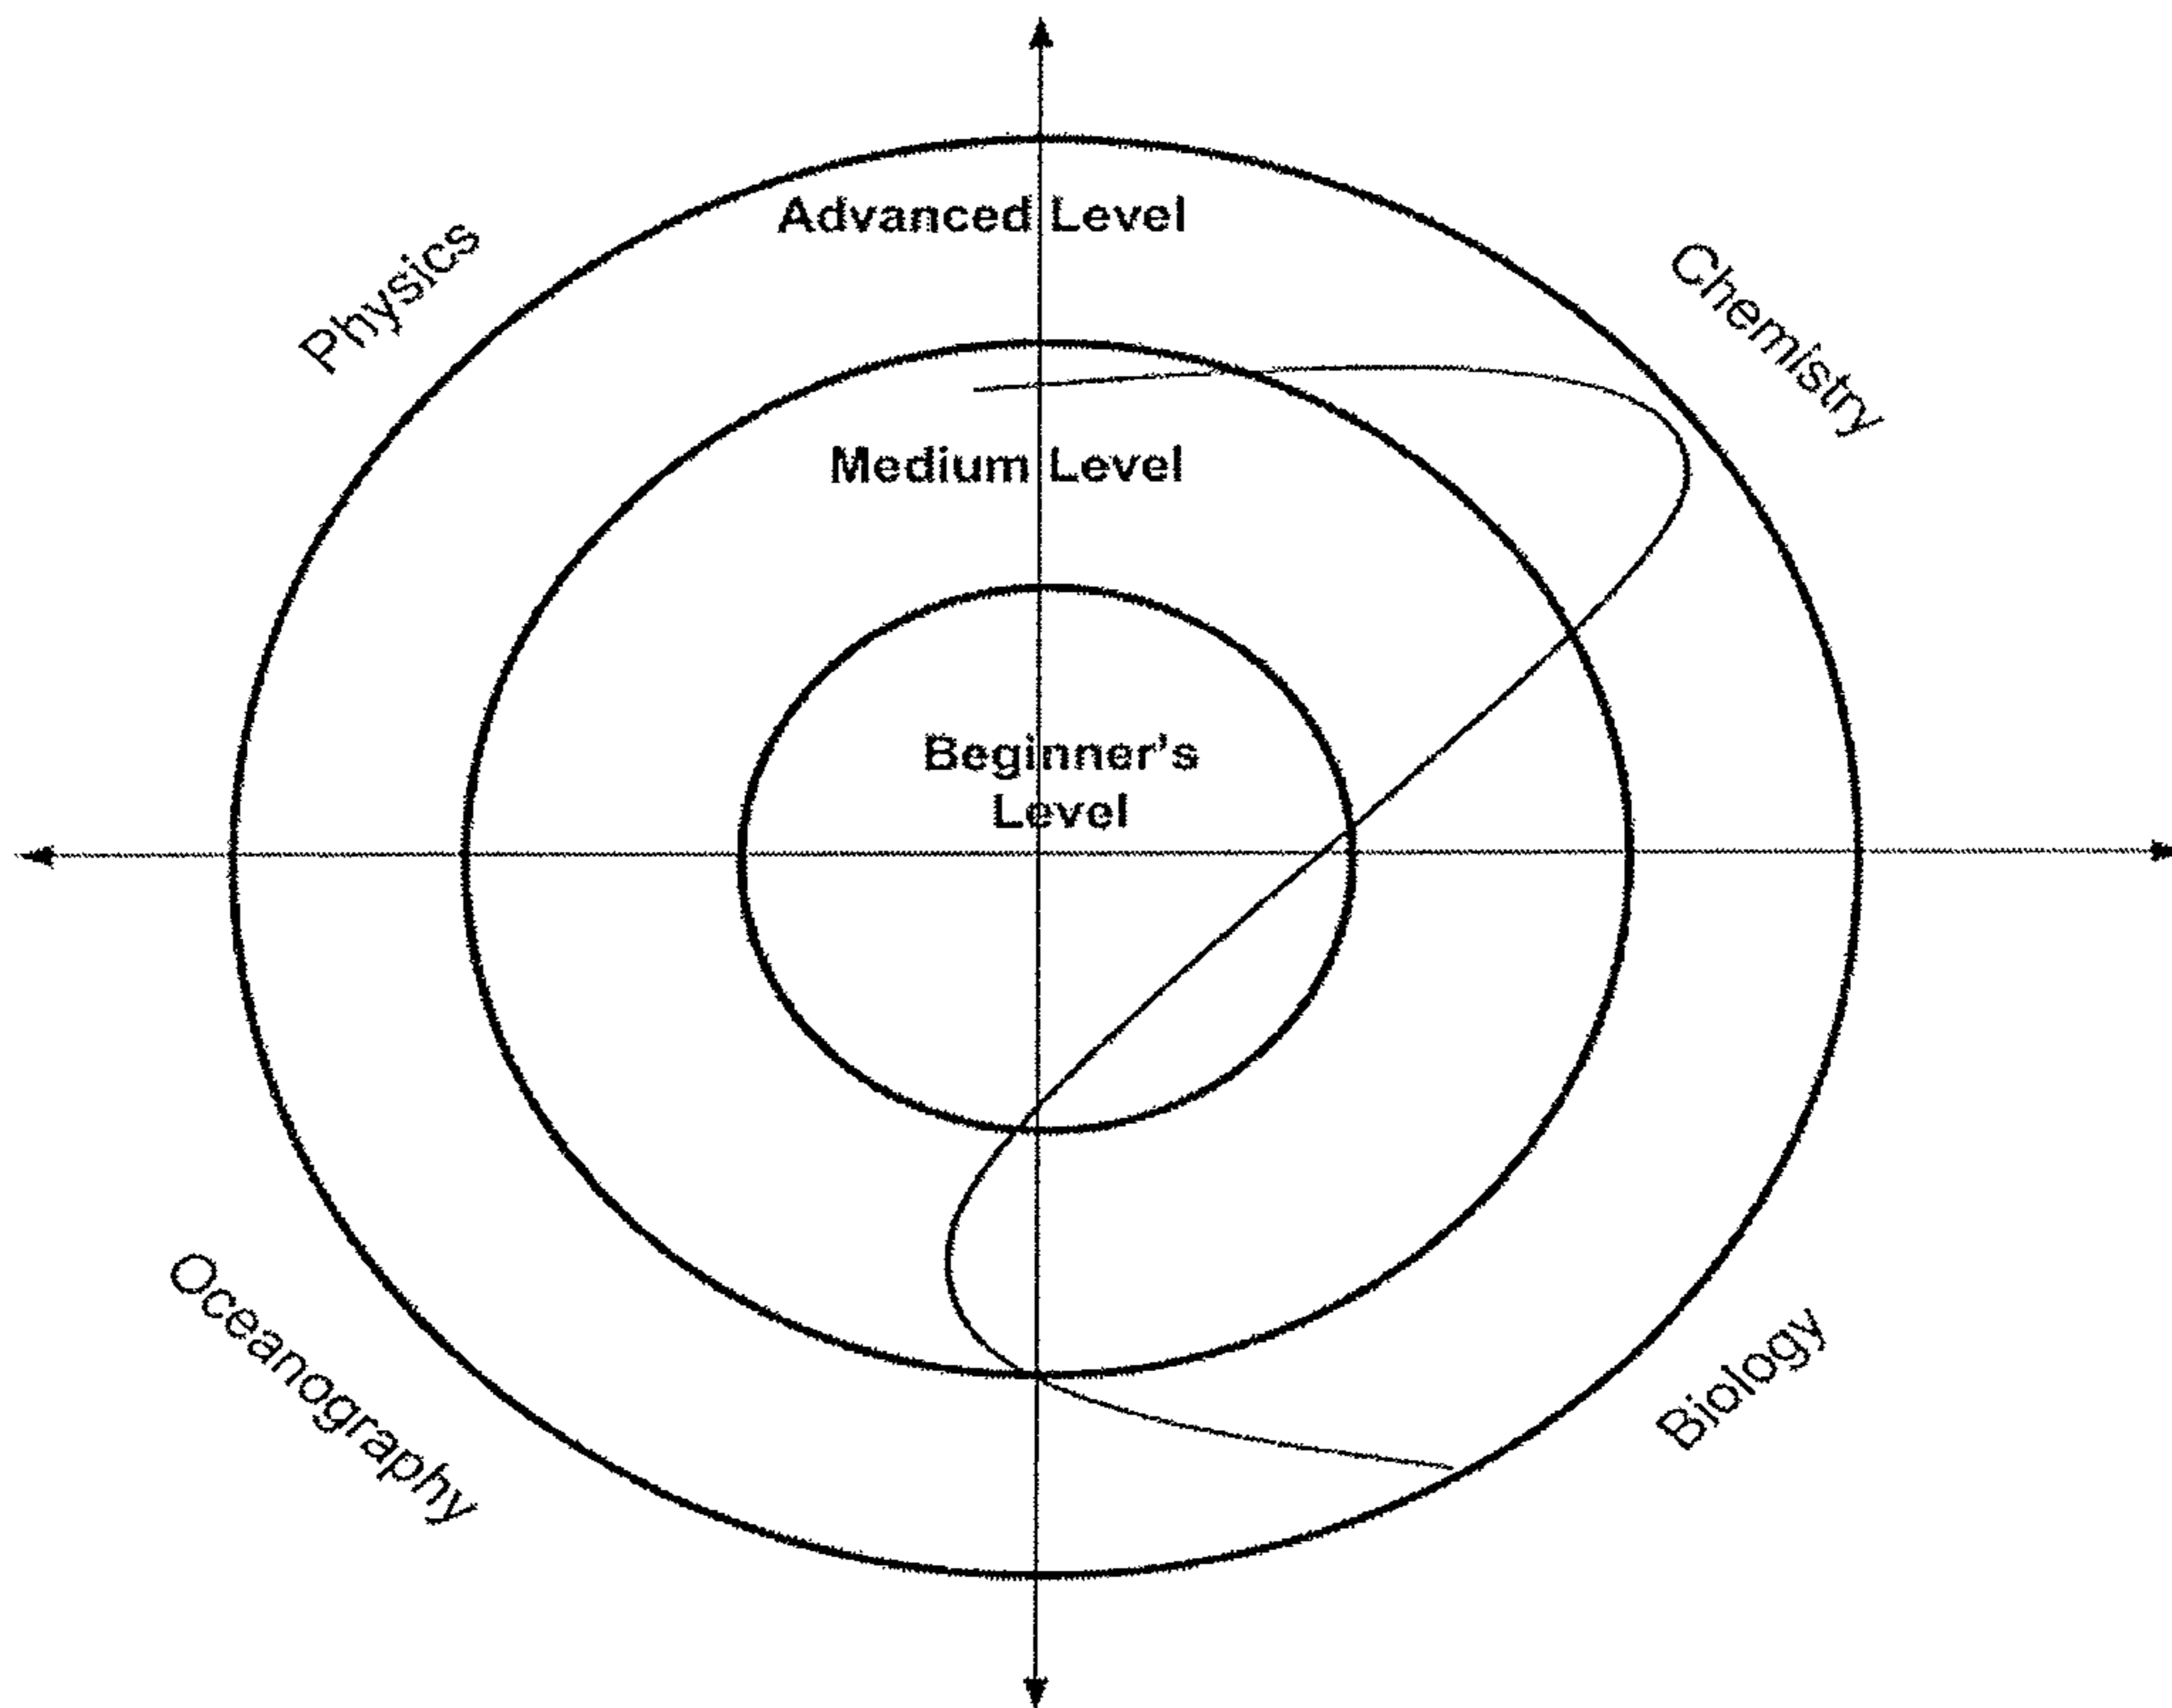 Advanced Level
Physics
Chemistry
Medium Level
Beginner's
Level
Oceanography
Biology